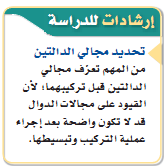 إرشادات للدراسة
تحديد مجالي الدالتين
من المهم تعرّف مجالي
الدالتين قبل تركيبهما؛ لأن
القيود على مجالات الدوال
قد لا تكون واضحة بعد إجراء
عملية التركيب وتبسيطها.